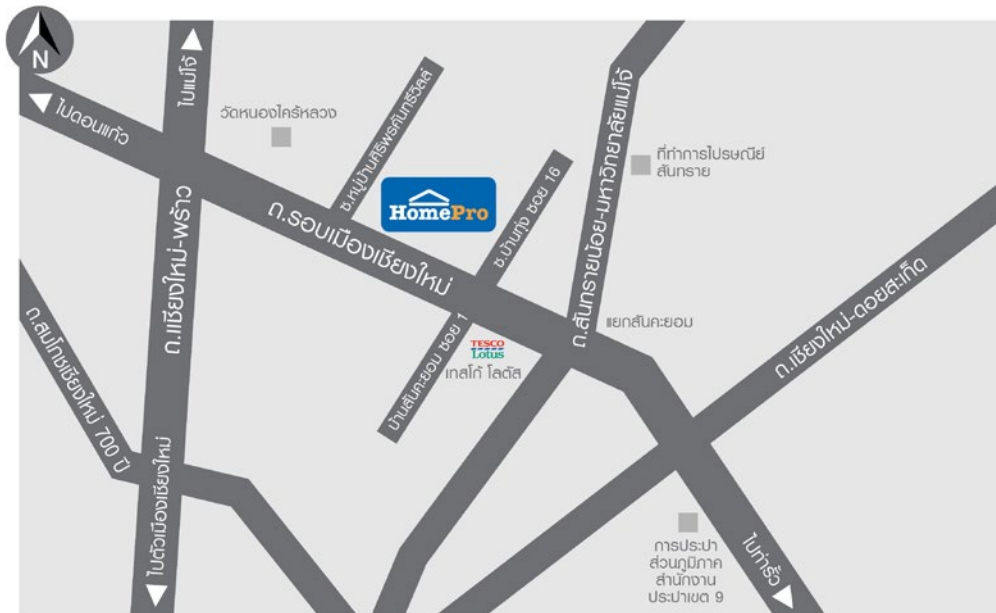 N
ไปดอนแก้ว
ไปแม่โจ้
วัดหนองไคร้หลวง
ซ.หมู่บ้านศิริพรคันทรีวิลล์
HomePro
ถ.รอบเมืองเชียงใหม่
ถ.เชียงใหม่-พร้าว
ซ.บ้านทุ่ง ซอย 16
ที่ทำการไปรษณีย์
สันทราย
ถ.สันทรายน้อย-มหาวิทยาลัยแม่โจ้
แยกสันคะยอม
ถ.เชียงใหม่-ดอยสะเก็ด
ถ.สมโภชเชียงใหม่ 700 ปี
บ้านสันคะยอม ซอย 1
TESCO
Lotus
เทสโก้ โลตัส
ไปตัวเมืองเชียงใหม่
การประปา
ส่วนภูมิภาค
สำนักงาน
ประปาเขต 9
ไปท่ารั้ว